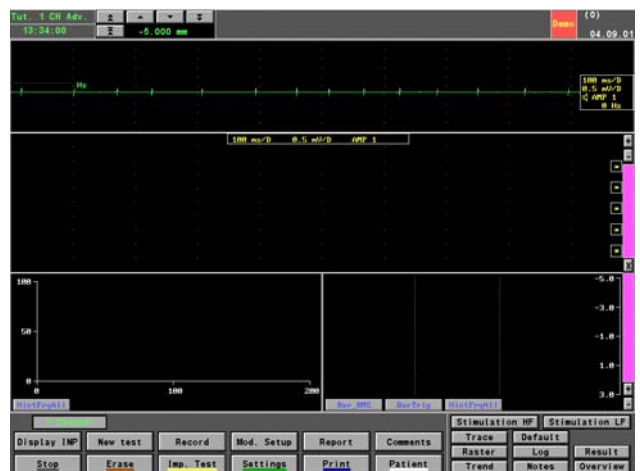 Tut. 1 CH Adv.
13:34:00
-5.000 mm
Demo
(0)
04.09.01
Hz
100 ms/D
0.5 mV/D
AMP 1
0 Hz
100 ms/D 0.5 mV/D AMP 1
100
50
0
0 100 200
-5.0
-3.0
-1.0
1.0
3.0
HistFrqAll
Bar_RMS BarTrig HistFrqAll
Stimulation HF Stimulation LF
Display INP New test Record Mod. Setup Report Comments
Trace Default
Raster Log Result
Stop Erase Imp. Test Settings Print Patient
Trend Notes Overview